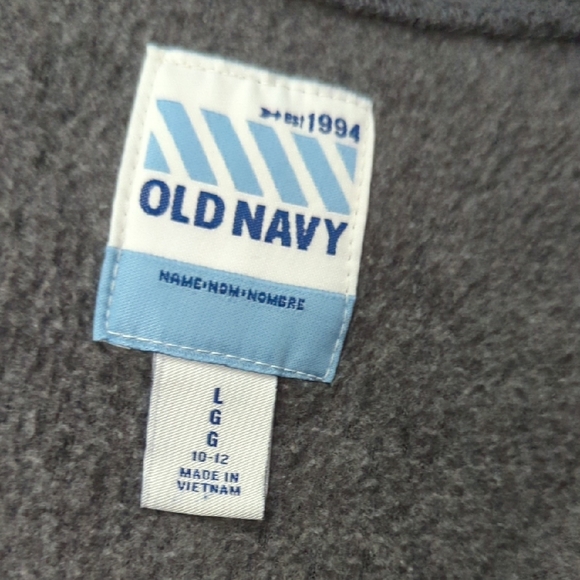 EST 1994
OLD NAVY
NAME•NOM•NOMBRE
L
G
G
10-12
MADE IN
VIETNAM